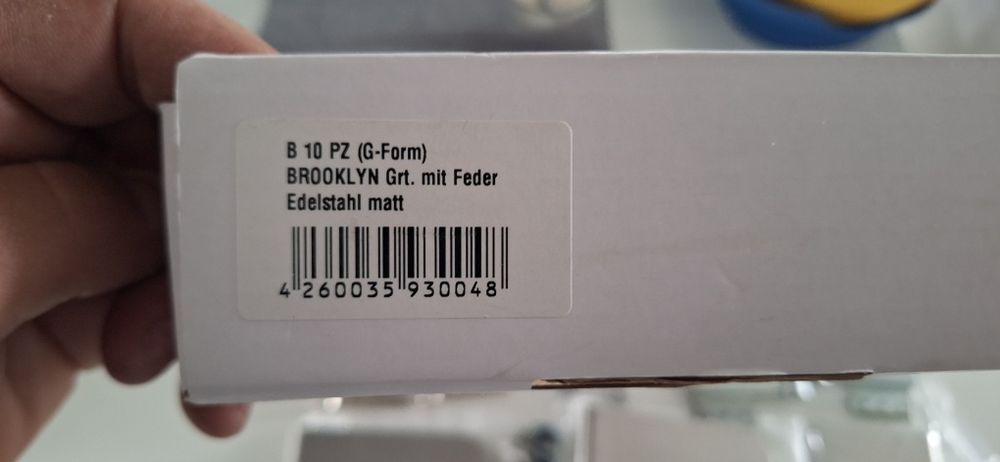 B 10 PZ (G-Form)
BROOKLYN Grt. mit Feder
Edelstahl matt
4 260035 930048